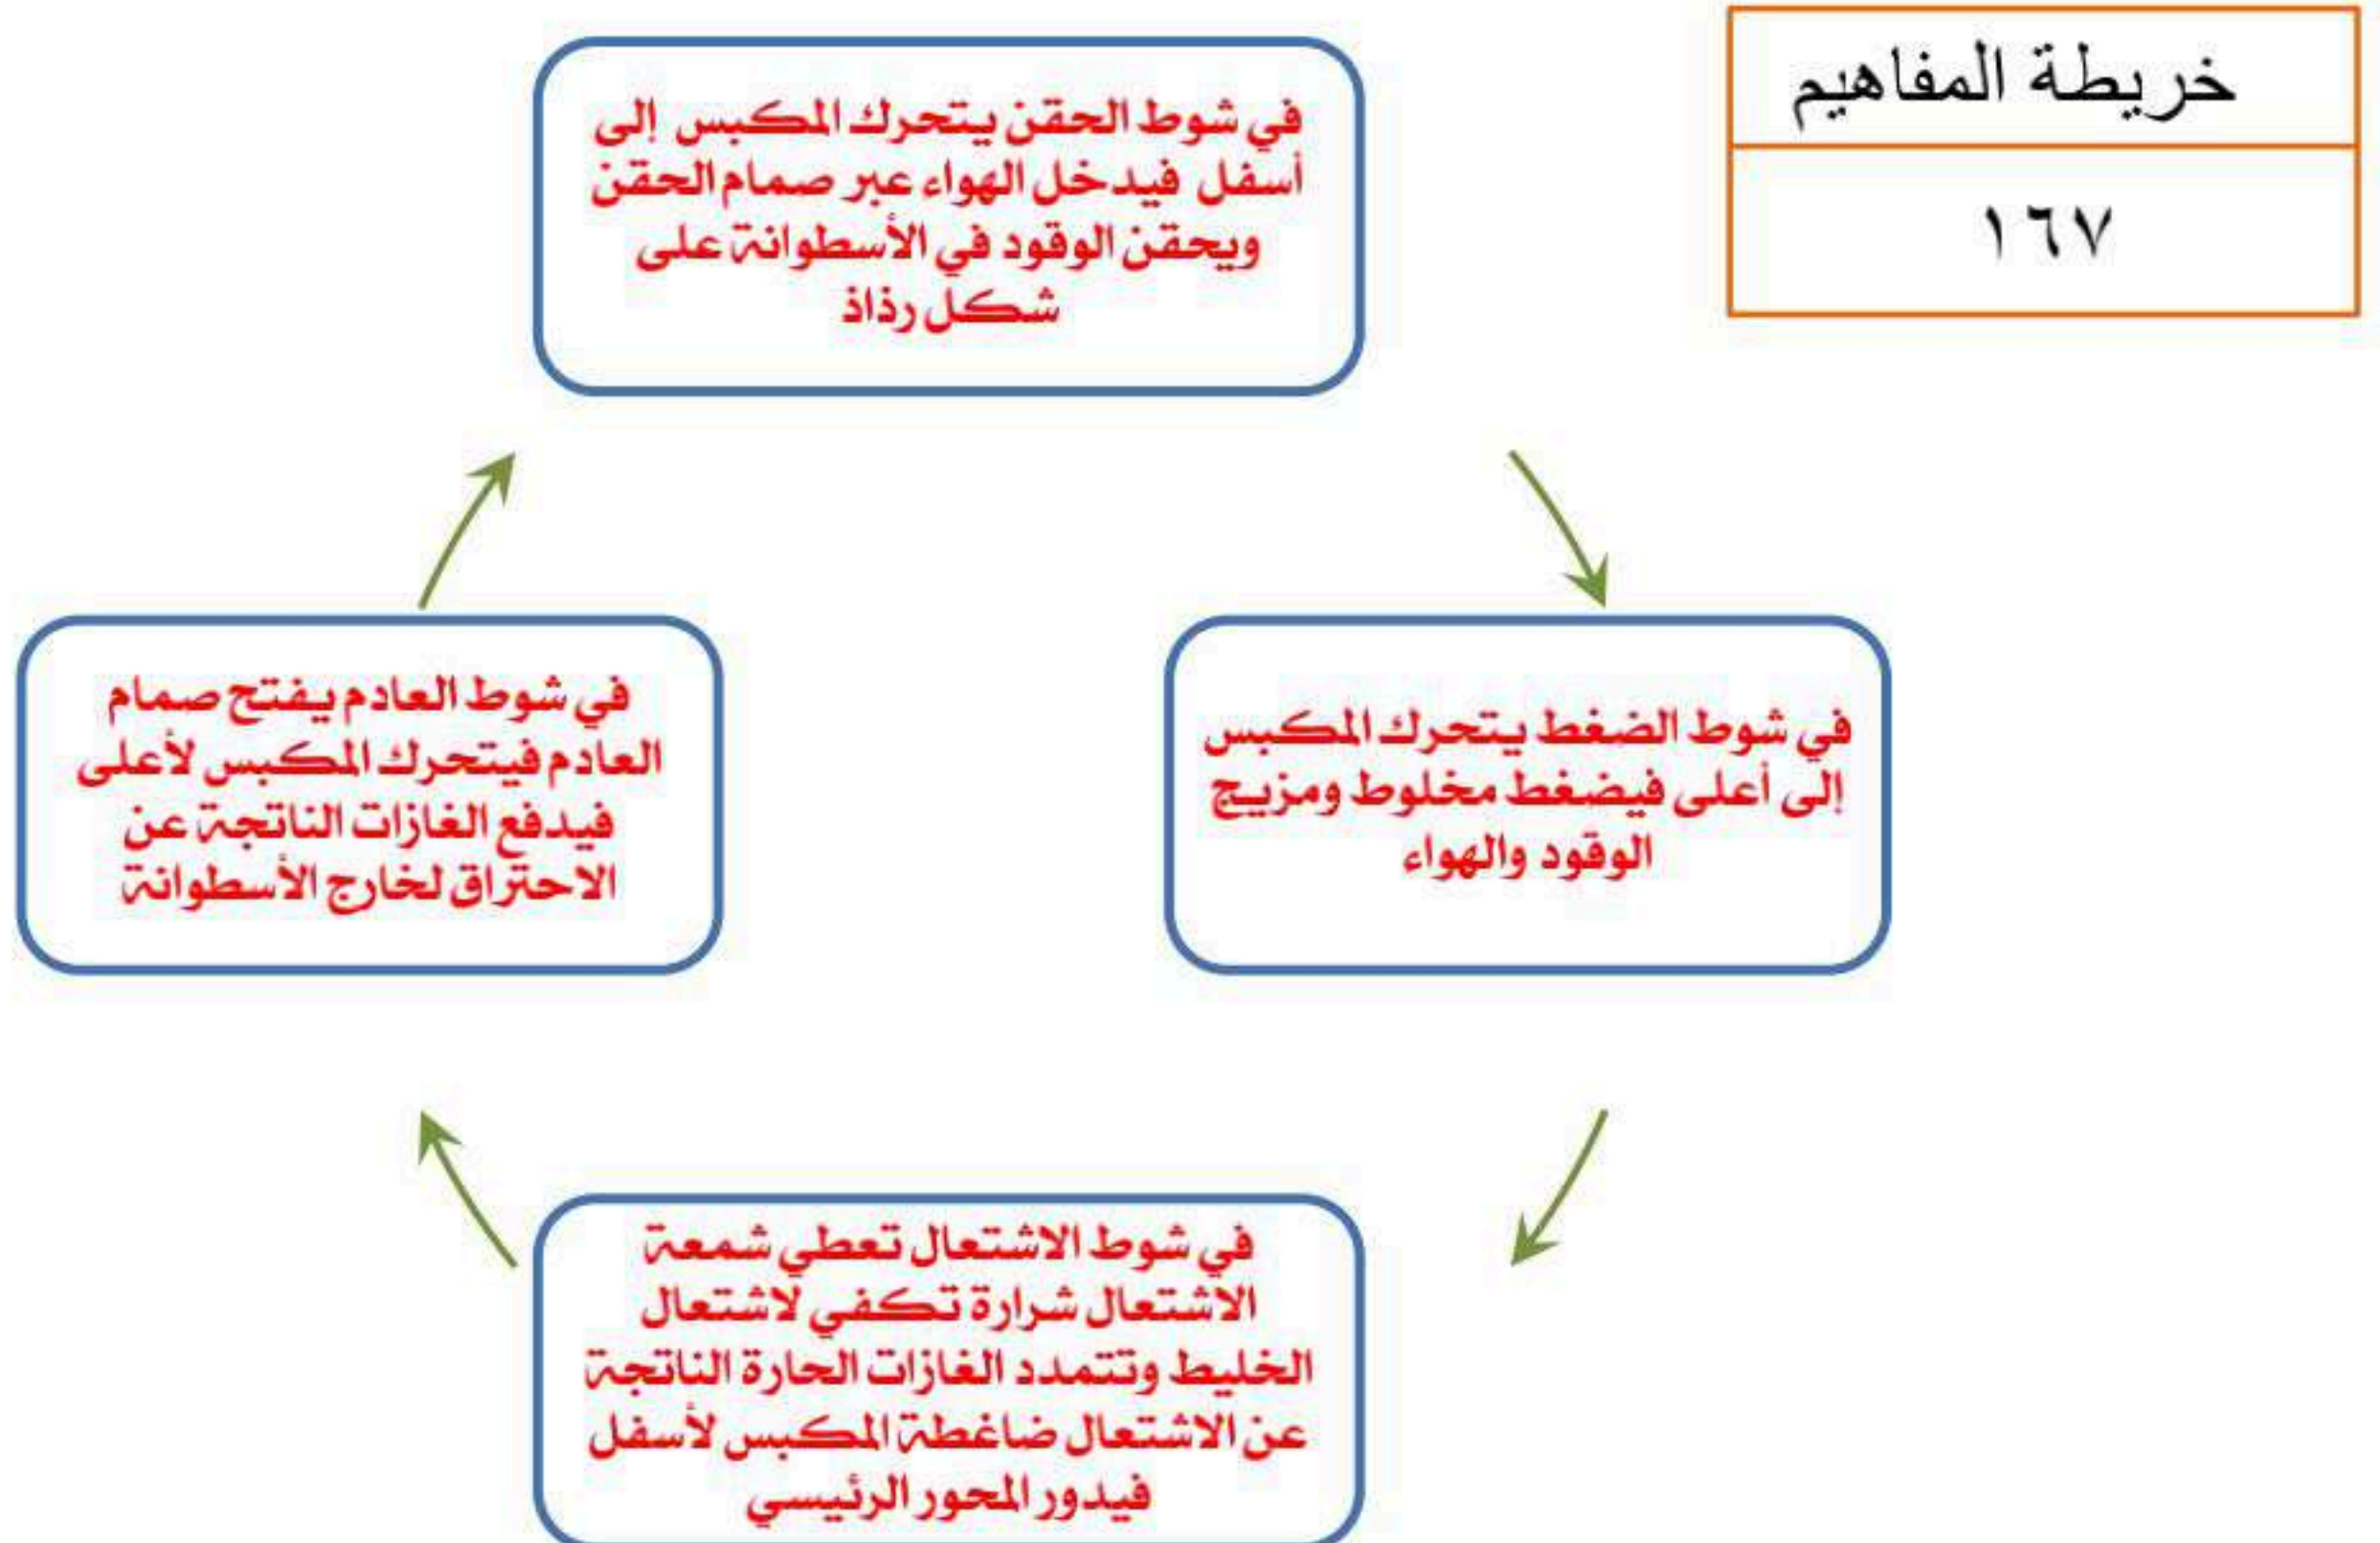 خريطة المفاهيم
١٦٧
في شوط الحقن يتحرك المكبس إلى
أسفل فيدخل الهواء عبر صمام الحقن
ويحقن الوقود في الأسطوانة على
شكل رذاذ
في شوط الضغط يتحرك المكبس
إلى أعلى فيضغط مخلوط ومزيج
الوقود والهواء
في شوط الاشتعال تعطي شمعة
الاشتعال شرارة تكفي لاشتعال
الخليط وتتمدد الغازات الحارة الناتجة
عن الاشتعال ضاغطة المكبس لأسفل
فيدور المحور الرئيسي
في شوط العادم يفتح صمام
العادم فيتحرك المكبس لأعلى
فيدفع الغازات الناتجة عن
الاحتراق لخارج الأسطوانة